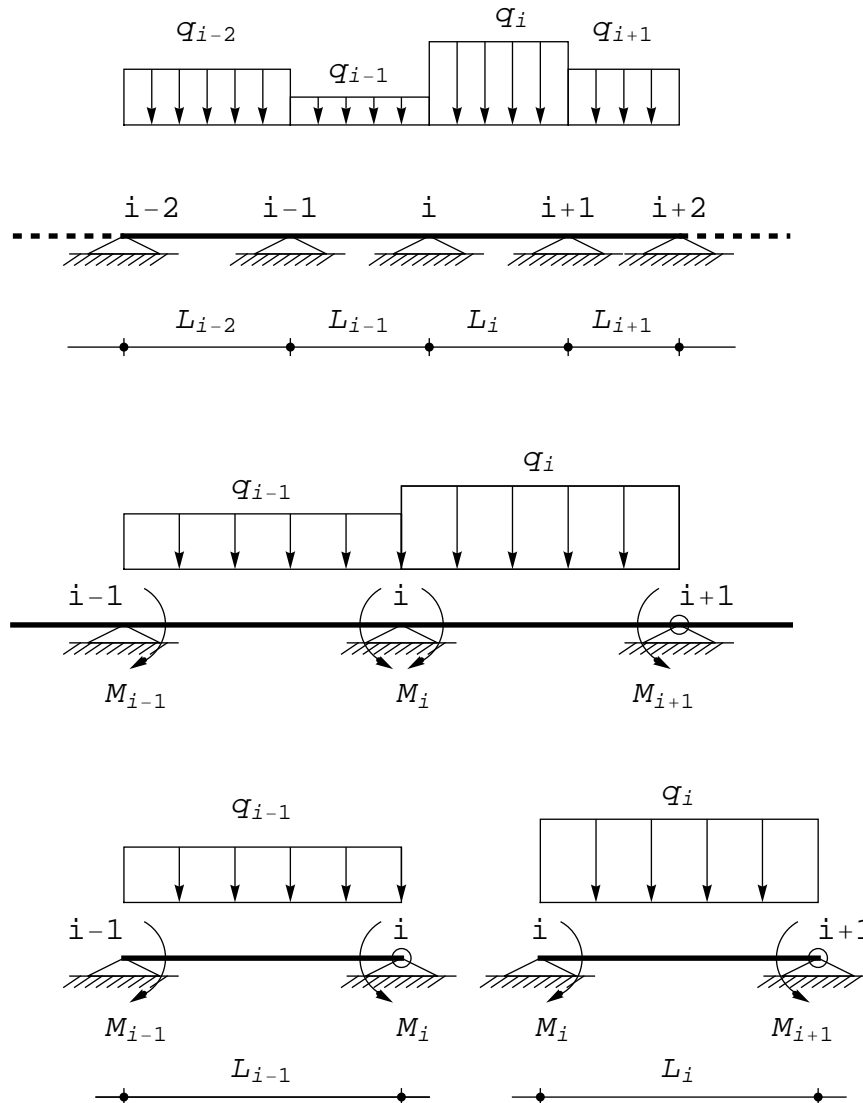 q_{i-2} q_{i-1} q_i q_{i+1}
i-2 i-1 i i+1 i+2
L_{i-2} L_{i-1} L_i L_{i+1}
q_{i-1} q_i
i-1 i i+1
M_{i-1} M_i M_{i+1}
q_{i-1} q_i
i-1 i i i+1
M_{i-1} M_i M_i M_{i+1}
L_{i-1} L_i